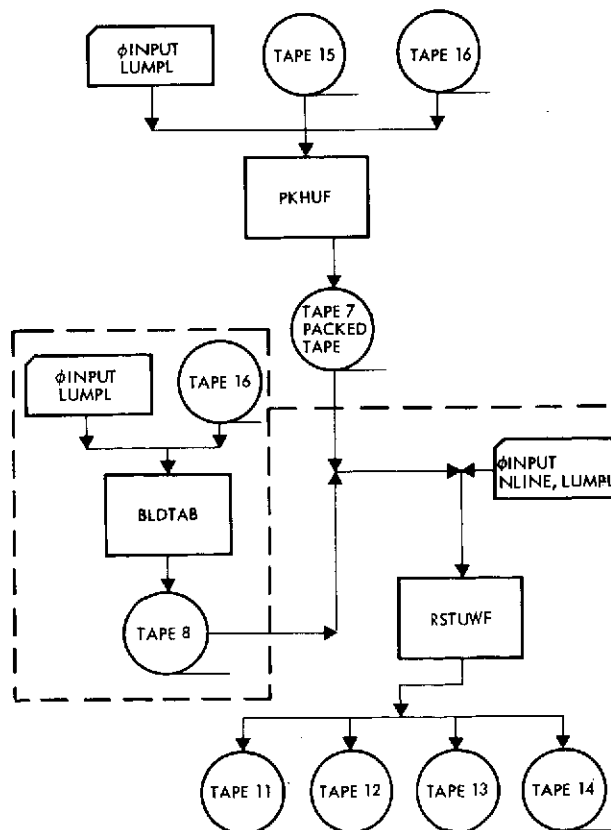 ϕINPUT
LUMPL
TAPE 15
TAPE 16
PKHUF
TAPE 7
PACKED
TAPE
ϕINPUT
LUMPL
TAPE 16
BLDTAB
TAPE 8
ϕINPUT
NLINE, LUMPL
RSTUWF
TAPE 11
TAPE 12
TAPE 13
TAPE 14